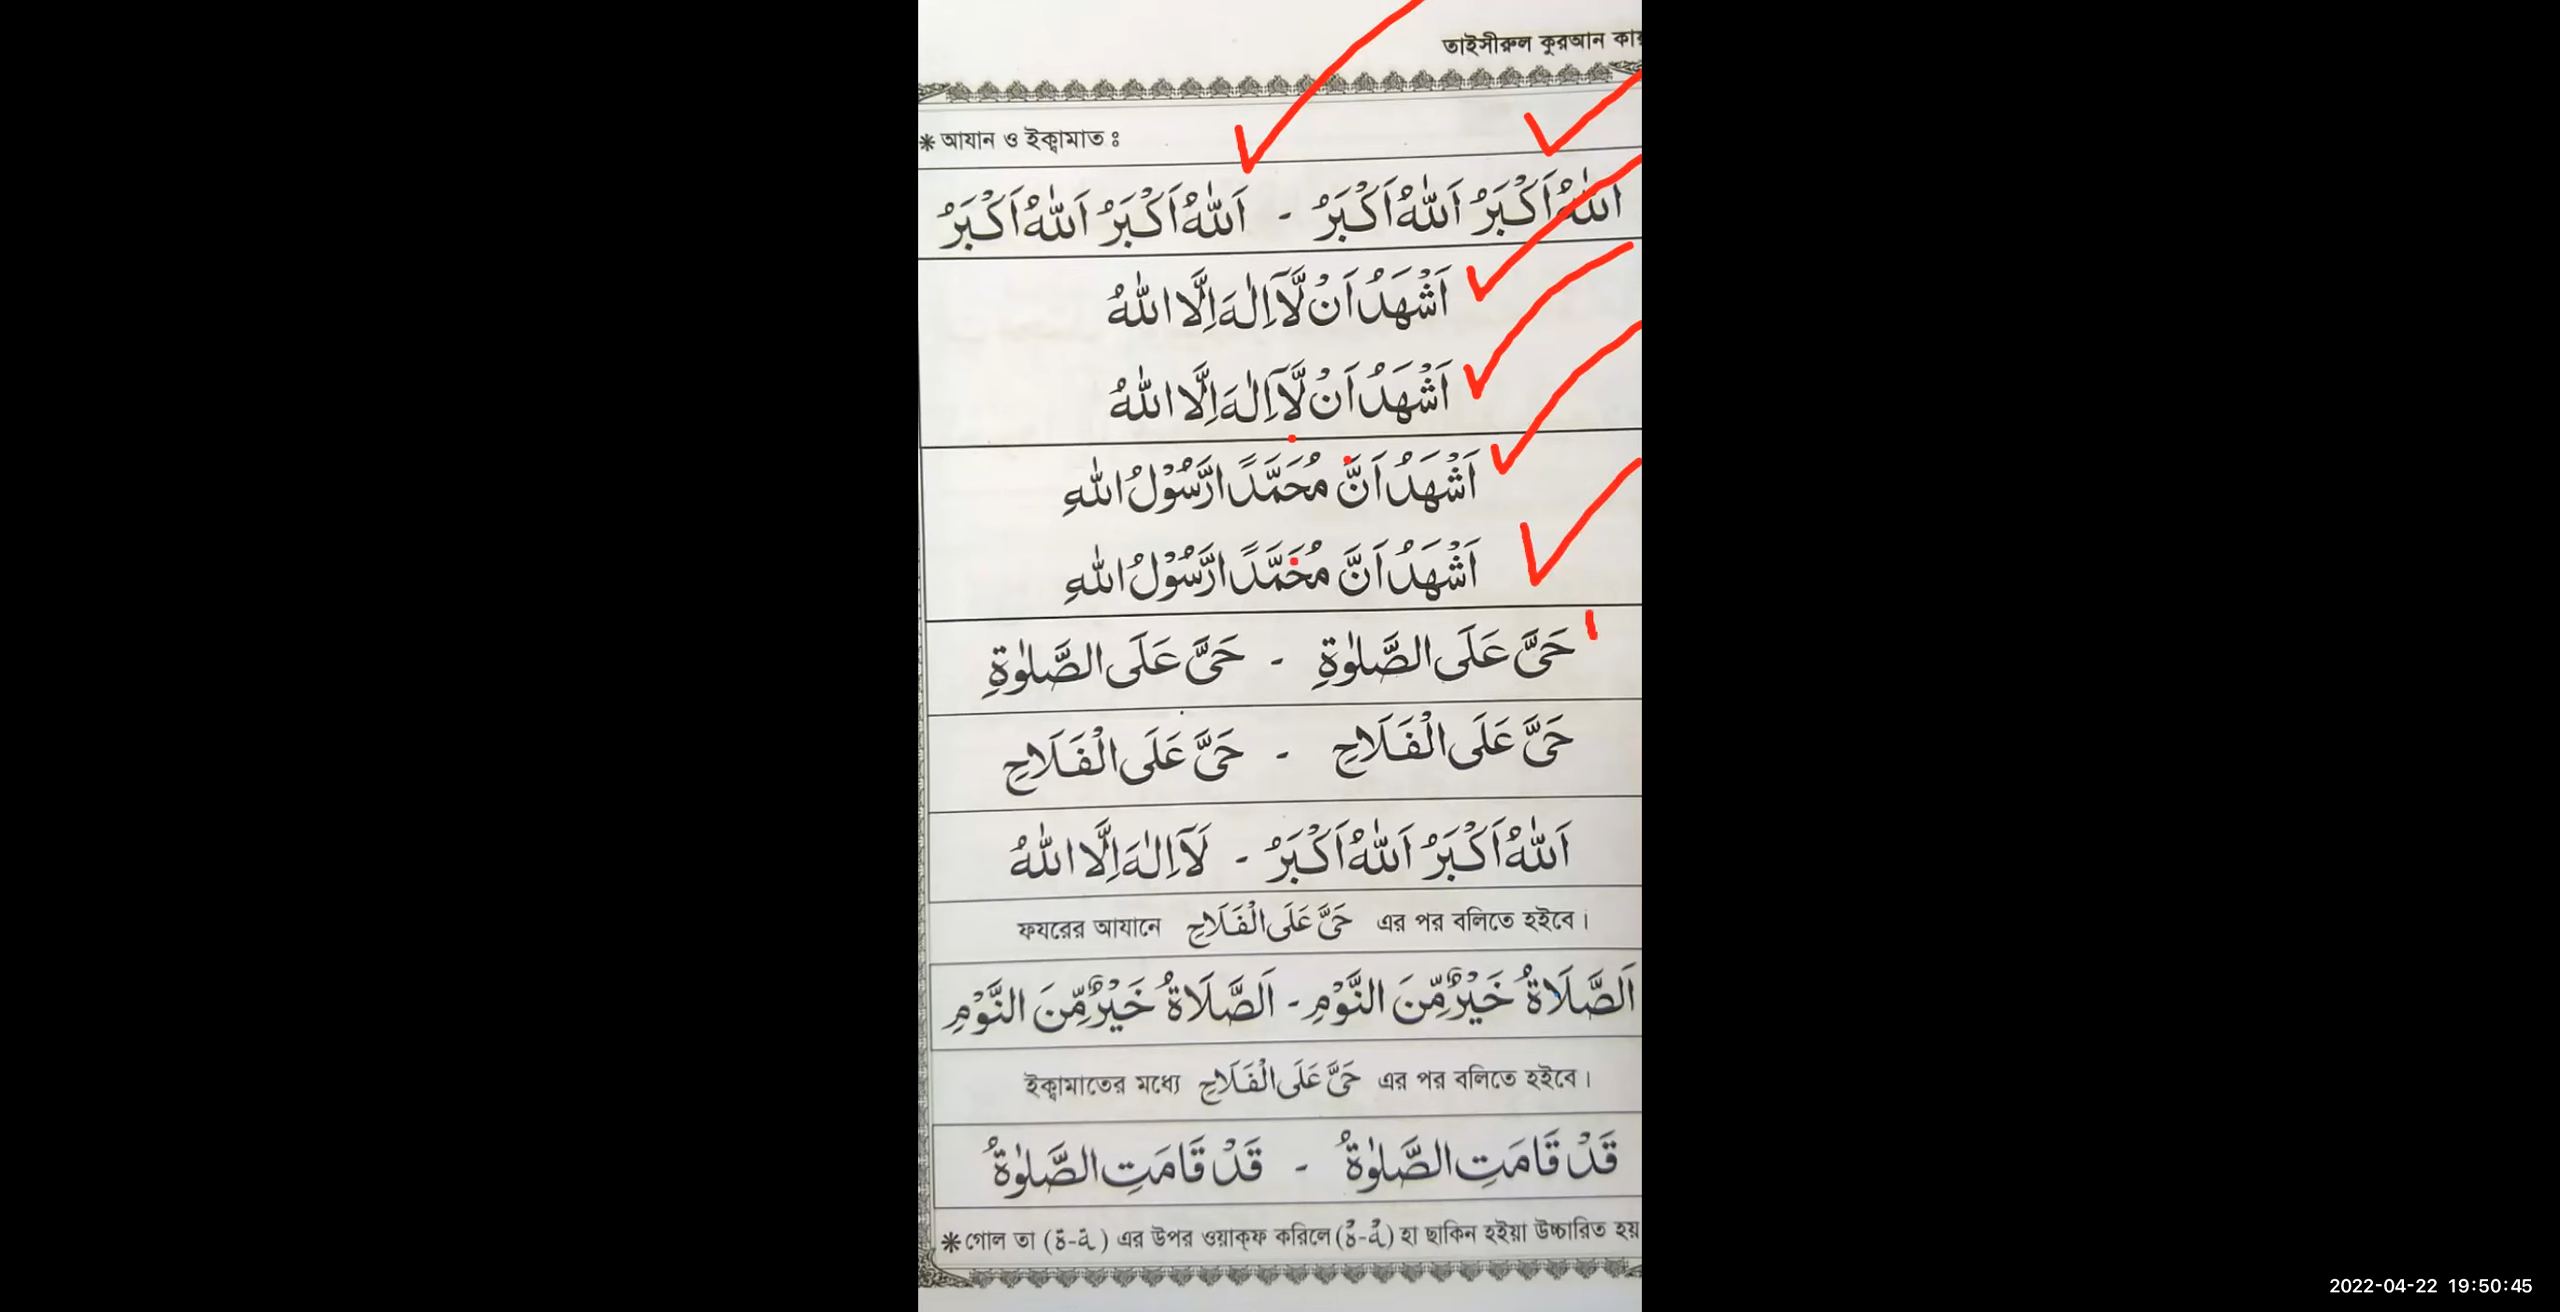 তাইসীরুল কুরআন
* আযান ও ইক্বামাত ঃ
اَللّٰهُ اَكْبَرُ اَللّٰهُ اَكْبَرُ - اَللّٰهُ اَكْبَرُ اَللّٰهُ اَكْبَرُ
اَشْهَدُ اَنْ لَّآ اِلٰهَ اِلَّا اللّٰهُ
اَشْهَدُ اَنْ لَّآ اِلٰهَ اِلَّا اللّٰهُ
اَشْهَدُ اَنَّ مُحَمَّدًا رَّسُوْلُ اللّٰهِ
اَشْهَدُ اَنَّ مُحَمَّدًا رَّسُوْلُ اللّٰهِ
حَىَّ عَلَى الصَّلٰوةِ - حَىَّ عَلَى الصَّلٰوةِ
حَىَّ عَلَى الْفَلَاحِ - حَىَّ عَلَى الْفَلَاحِ
اَللّٰهُ اَكْبَرُ اَللّٰهُ اَكْبَرُ - لَآ اِلٰهَ اِلَّا اللّٰهُ
ফযরের আযানে حَىَّ عَلَى الْفَلَاحِ এর পর বলিতে হইবে।
اَلصَّلَاةُ خَيْرٌ مِّنَ النَّوْمِ - اَلصَّلَاةُ خَيْرٌ مِّنَ النَّوْمِ
ইক্বামাতের মধ্যে حَىَّ عَلَى الْفَلَاحِ এর পর বলিতে হইবে।
قَدْ قَامَتِ الصَّلٰوةُ - قَدْ قَامَتِ الصَّلٰوةُ
* গোল তা (ة-ـة) এর উপর ওয়াক্ফ করিলে (هْ-ـهْ) হা ছাকিন হইয়া উচ্চারিত হয়
2022-04-22 19:50:45